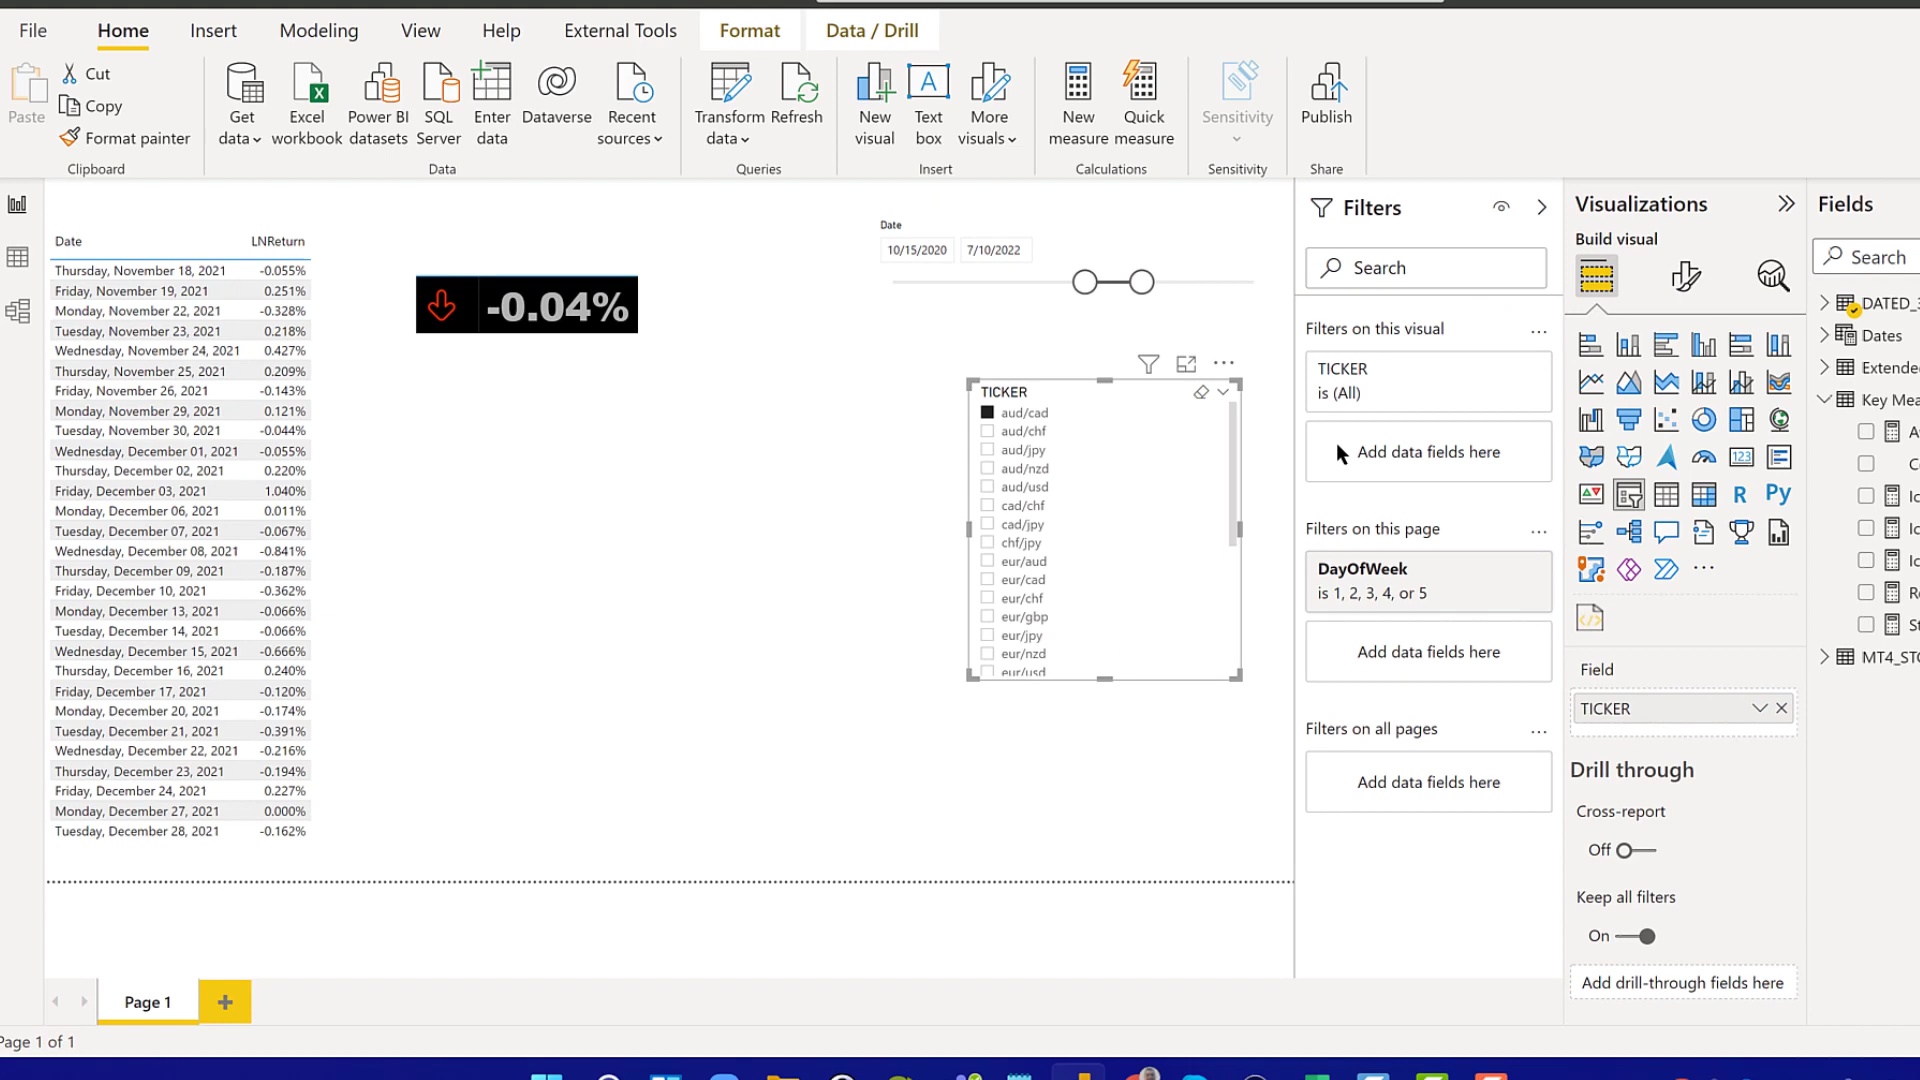 File Home Insert Modeling View Help External Tools Format Data / Drill
Paste
Cut
Copy
Format painter
Clipboard
Get data
Excel workbook
Power BI datasets
SQL Server
Enter data
Dataverse
Recent sources
Data
Transform data
Refresh
Queries
New visual
Text box
More visuals
Insert
New measure
Quick measure
Calculations
Sensitivity
Sensitivity
Publish
Share
Date LNReturn
Thursday, November 18, 2021 -0.055%
Friday, November 19, 2021 0.251%
Monday, November 22, 2021 -0.328%
Tuesday, November 23, 2021 0.218%
Wednesday, November 24, 2021 0.427%
Thursday, November 25, 2021 0.209%
Friday, November 26, 2021 -0.143%
Monday, November 29, 2021 0.121%
Tuesday, November 30, 2021 -0.044%
Wednesday, December 01, 2021 -0.055%
Thursday, December 02, 2021 0.220%
Friday, December 03, 2021 1.040%
Monday, December 06, 2021 0.011%
Tuesday, December 07, 2021 -0.067%
Wednesday, December 08, 2021 -0.841%
Thursday, December 09, 2021 -0.187%
Friday, December 10, 2021 -0.362%
Monday, December 13, 2021 -0.066%
Tuesday, December 14, 2021 -0.066%
Wednesday, December 15, 2021 -0.666%
Thursday, December 16, 2021 0.240%
Friday, December 17, 2021 -0.120%
Monday, December 20, 2021 -0.174%
Tuesday, December 21, 2021 -0.391%
Wednesday, December 22, 2021 -0.216%
Thursday, December 23, 2021 -0.194%
Friday, December 24, 2021 0.227%
Monday, December 27, 2021 0.000%
Tuesday, December 28, 2021 -0.162%
-0.04%
Date
10/15/2020 7/10/2022
TICKER
aud/cad
aud/chf
aud/jpy
aud/nzd
aud/usd
cad/chf
cad/jpy
chf/jpy
eur/aud
eur/cad
eur/chf
eur/gbp
eur/jpy
eur/nzd
eur/usd
Filters
Search
Filters on this visual ...
TICKER
is (All)
Add data fields here
Filters on this page ...
DayOfWeek
is 1, 2, 3, 4, or 5
Add data fields here
Filters on all pages ...
Add data fields here
Visualizations
Build visual
123
R Py
...
Field
TICKER
Drill through
Cross-report
Off
Keep all filters
On
Add drill-through fields here
Fields
Search
DATED_
Dates
Extende
Key Mea
MT4_STO
Page 1
Page 1 of 1